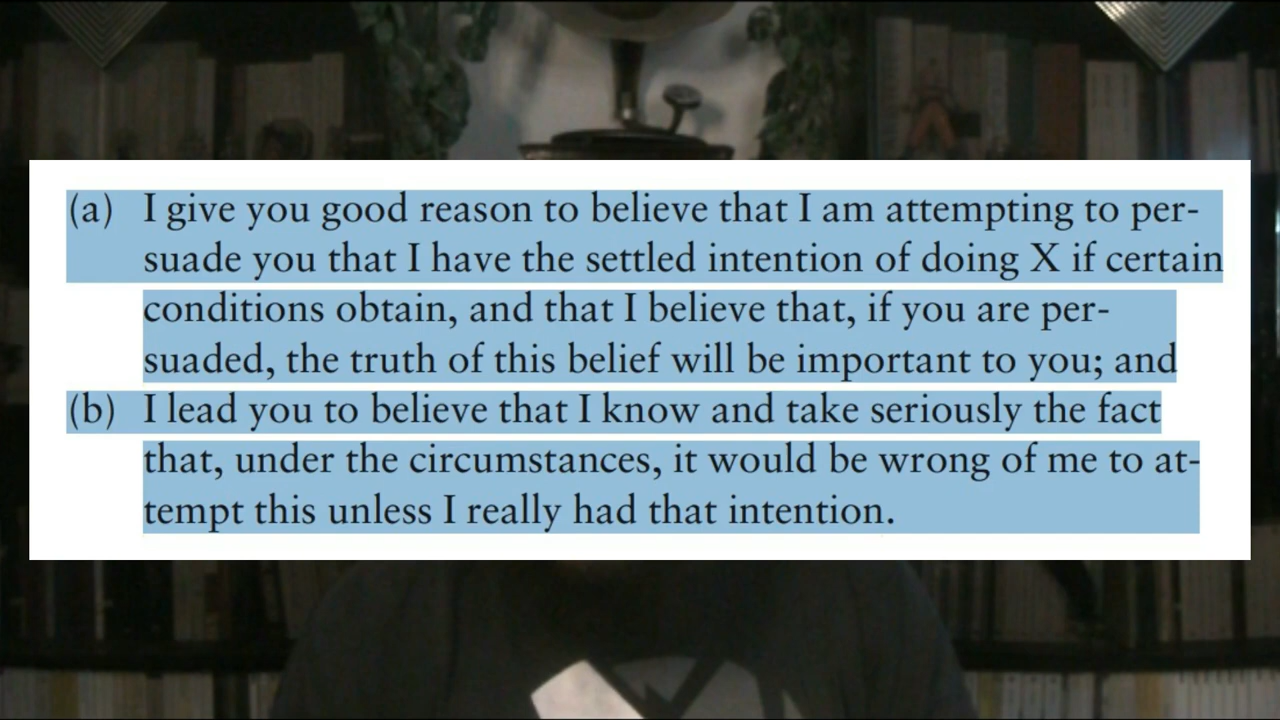 (a) I give you good reason to believe that I am attempting to per-
suade you that I have the settled intention of doing X if certain
conditions obtain, and that I believe that, if you are per-
suaded, the truth of this belief will be important to you; and
(b) I lead you to believe that I know and take seriously the fact
that, under the circumstances, it would be wrong of me to at-
tempt this unless I really had that intention.